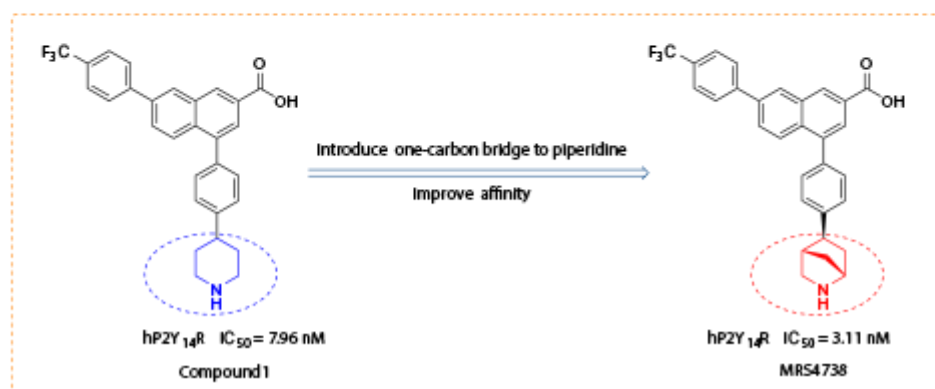 F₃C
O
OH
N
H
hP2Y₁₄R IC₅₀ = 7.96 nM
Compound1
Introduce one-carbon bridge to piperidine
Improve affinity
F₃C
O
OH
N
H
hP2Y₁₄R IC₅₀ = 3.11 nM
MRS4738